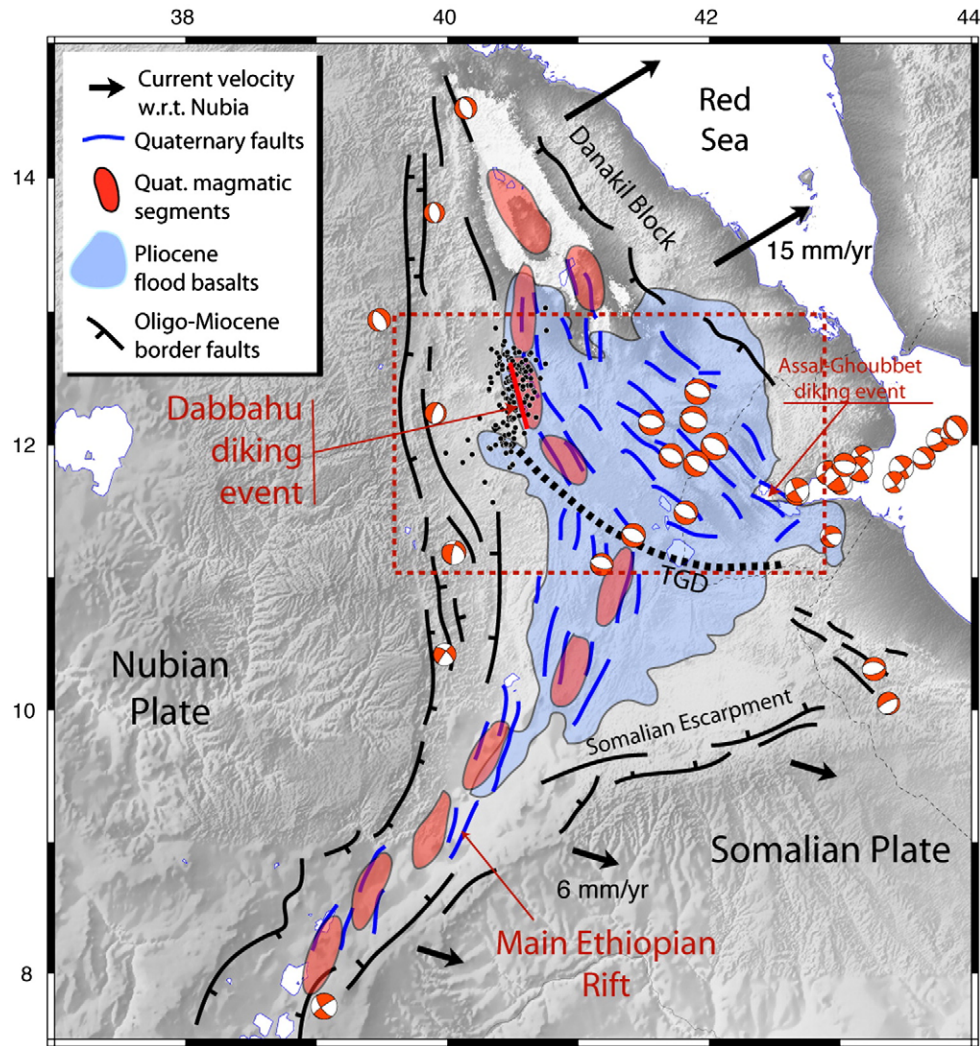 38
40
42
44
14
12
10
8
Current velocity
w.r.t. Nubia
Quaternary faults
Quat. magmatic
segments
Pliocene
flood basalts
Oligo-Miocene
border faults
Red
Sea
Danakil Block
15 mm/yr
Assal-Ghoubbet
diking event
Dabbahu
diking
event
TGD
Nubian
Plate
Somalian Escarpment
Somalian Plate
6 mm/yr
Main Ethiopian
Rift